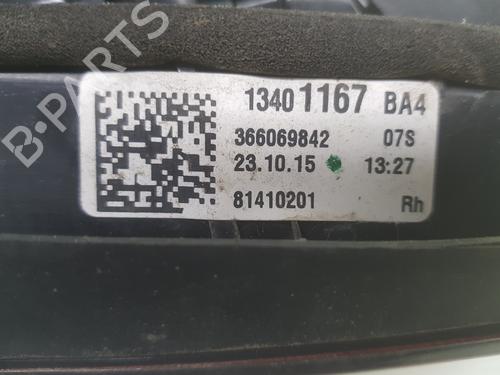 B-PARTS
13401167 BA4
366069842 07S
23.10.15 13:27
81410201 Rh